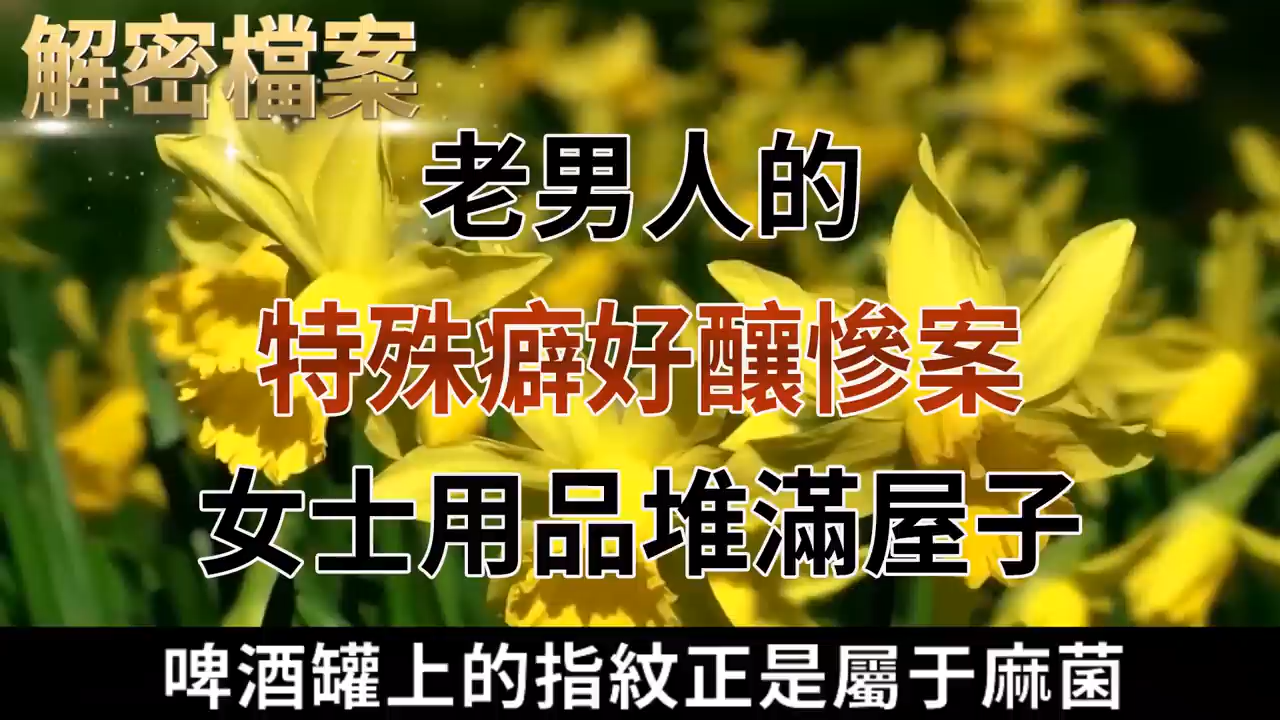 解密檔案
老男人的
特殊癖好釀慘案
女士用品堆滿屋子
啤酒罐上的指紋正是屬于麻菌